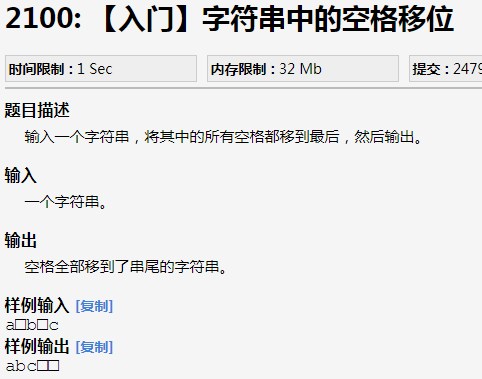 2100: 【入门】字符串中的空格移位
时间限制 : 1 Sec 内存限制 : 32 Mb 提交 : 2479
题目描述
输入一个字符串，将其中的所有空格都移到最后，然后输出。
输入
一个字符串。
输出
空格全部移到了串尾的字符串。
样例输入 [复制]
a□b□c
样例输出 [复制]
abc□□